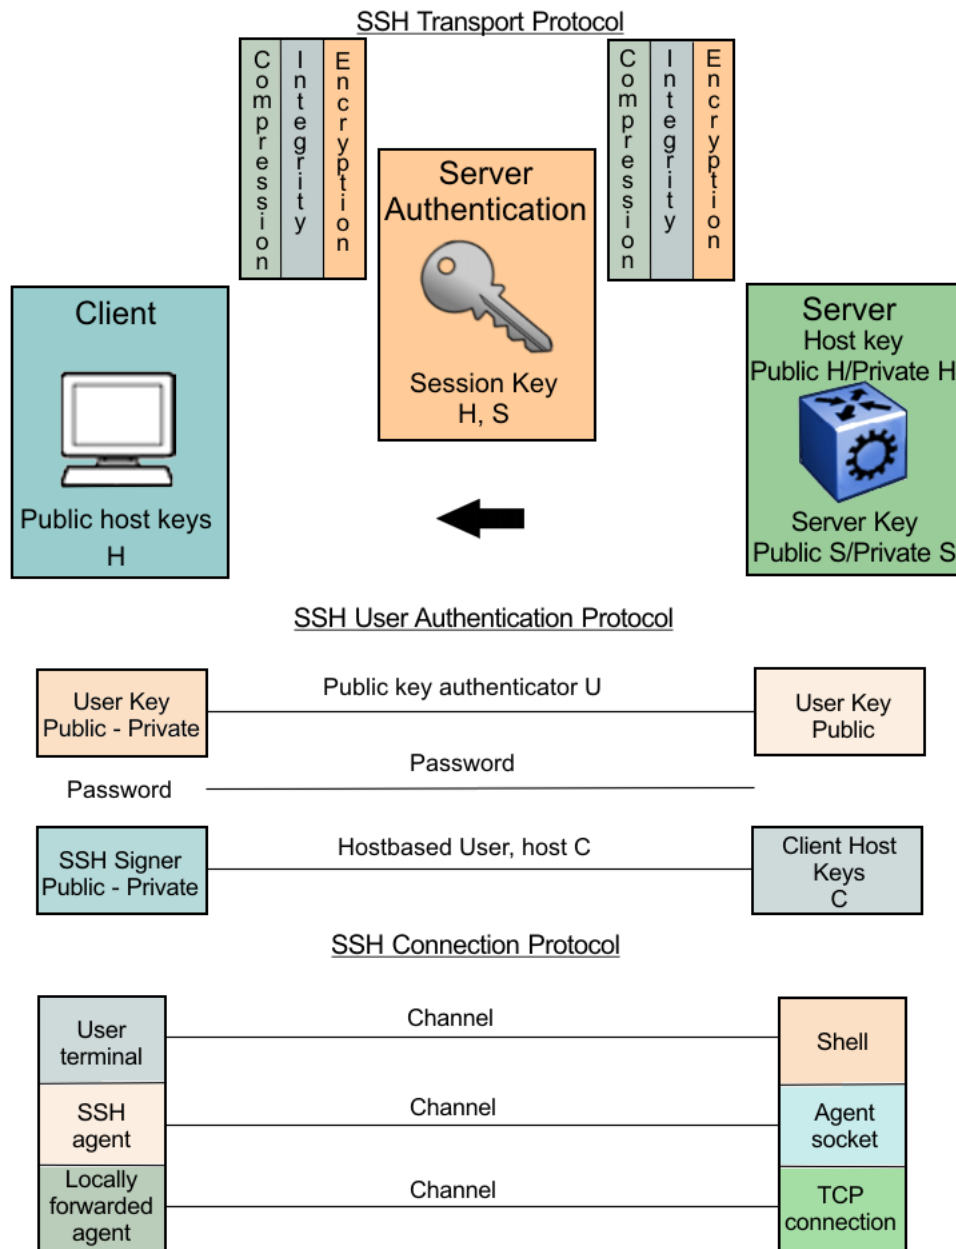 SSH Transport Protocol
Compression
Integrity
Encryption
Compression
Integrity
Encryption
Server
Authentication
Session Key
H, S
Client
Public host keys
H
Server
Host key
Public H/Private H
Server Key
Public S/Private S
SSH User Authentication Protocol
User Key
Public - Private
Public key authenticator U
User Key
Public
Password
Password
SSH Signer
Public - Private
Hostbased User, host C
Client Host
Keys
C
SSH Connection Protocol
User
terminal
Channel
Shell
SSH
agent
Channel
Agent
socket
Locally
forwarded
agent
Channel
TCP
connection